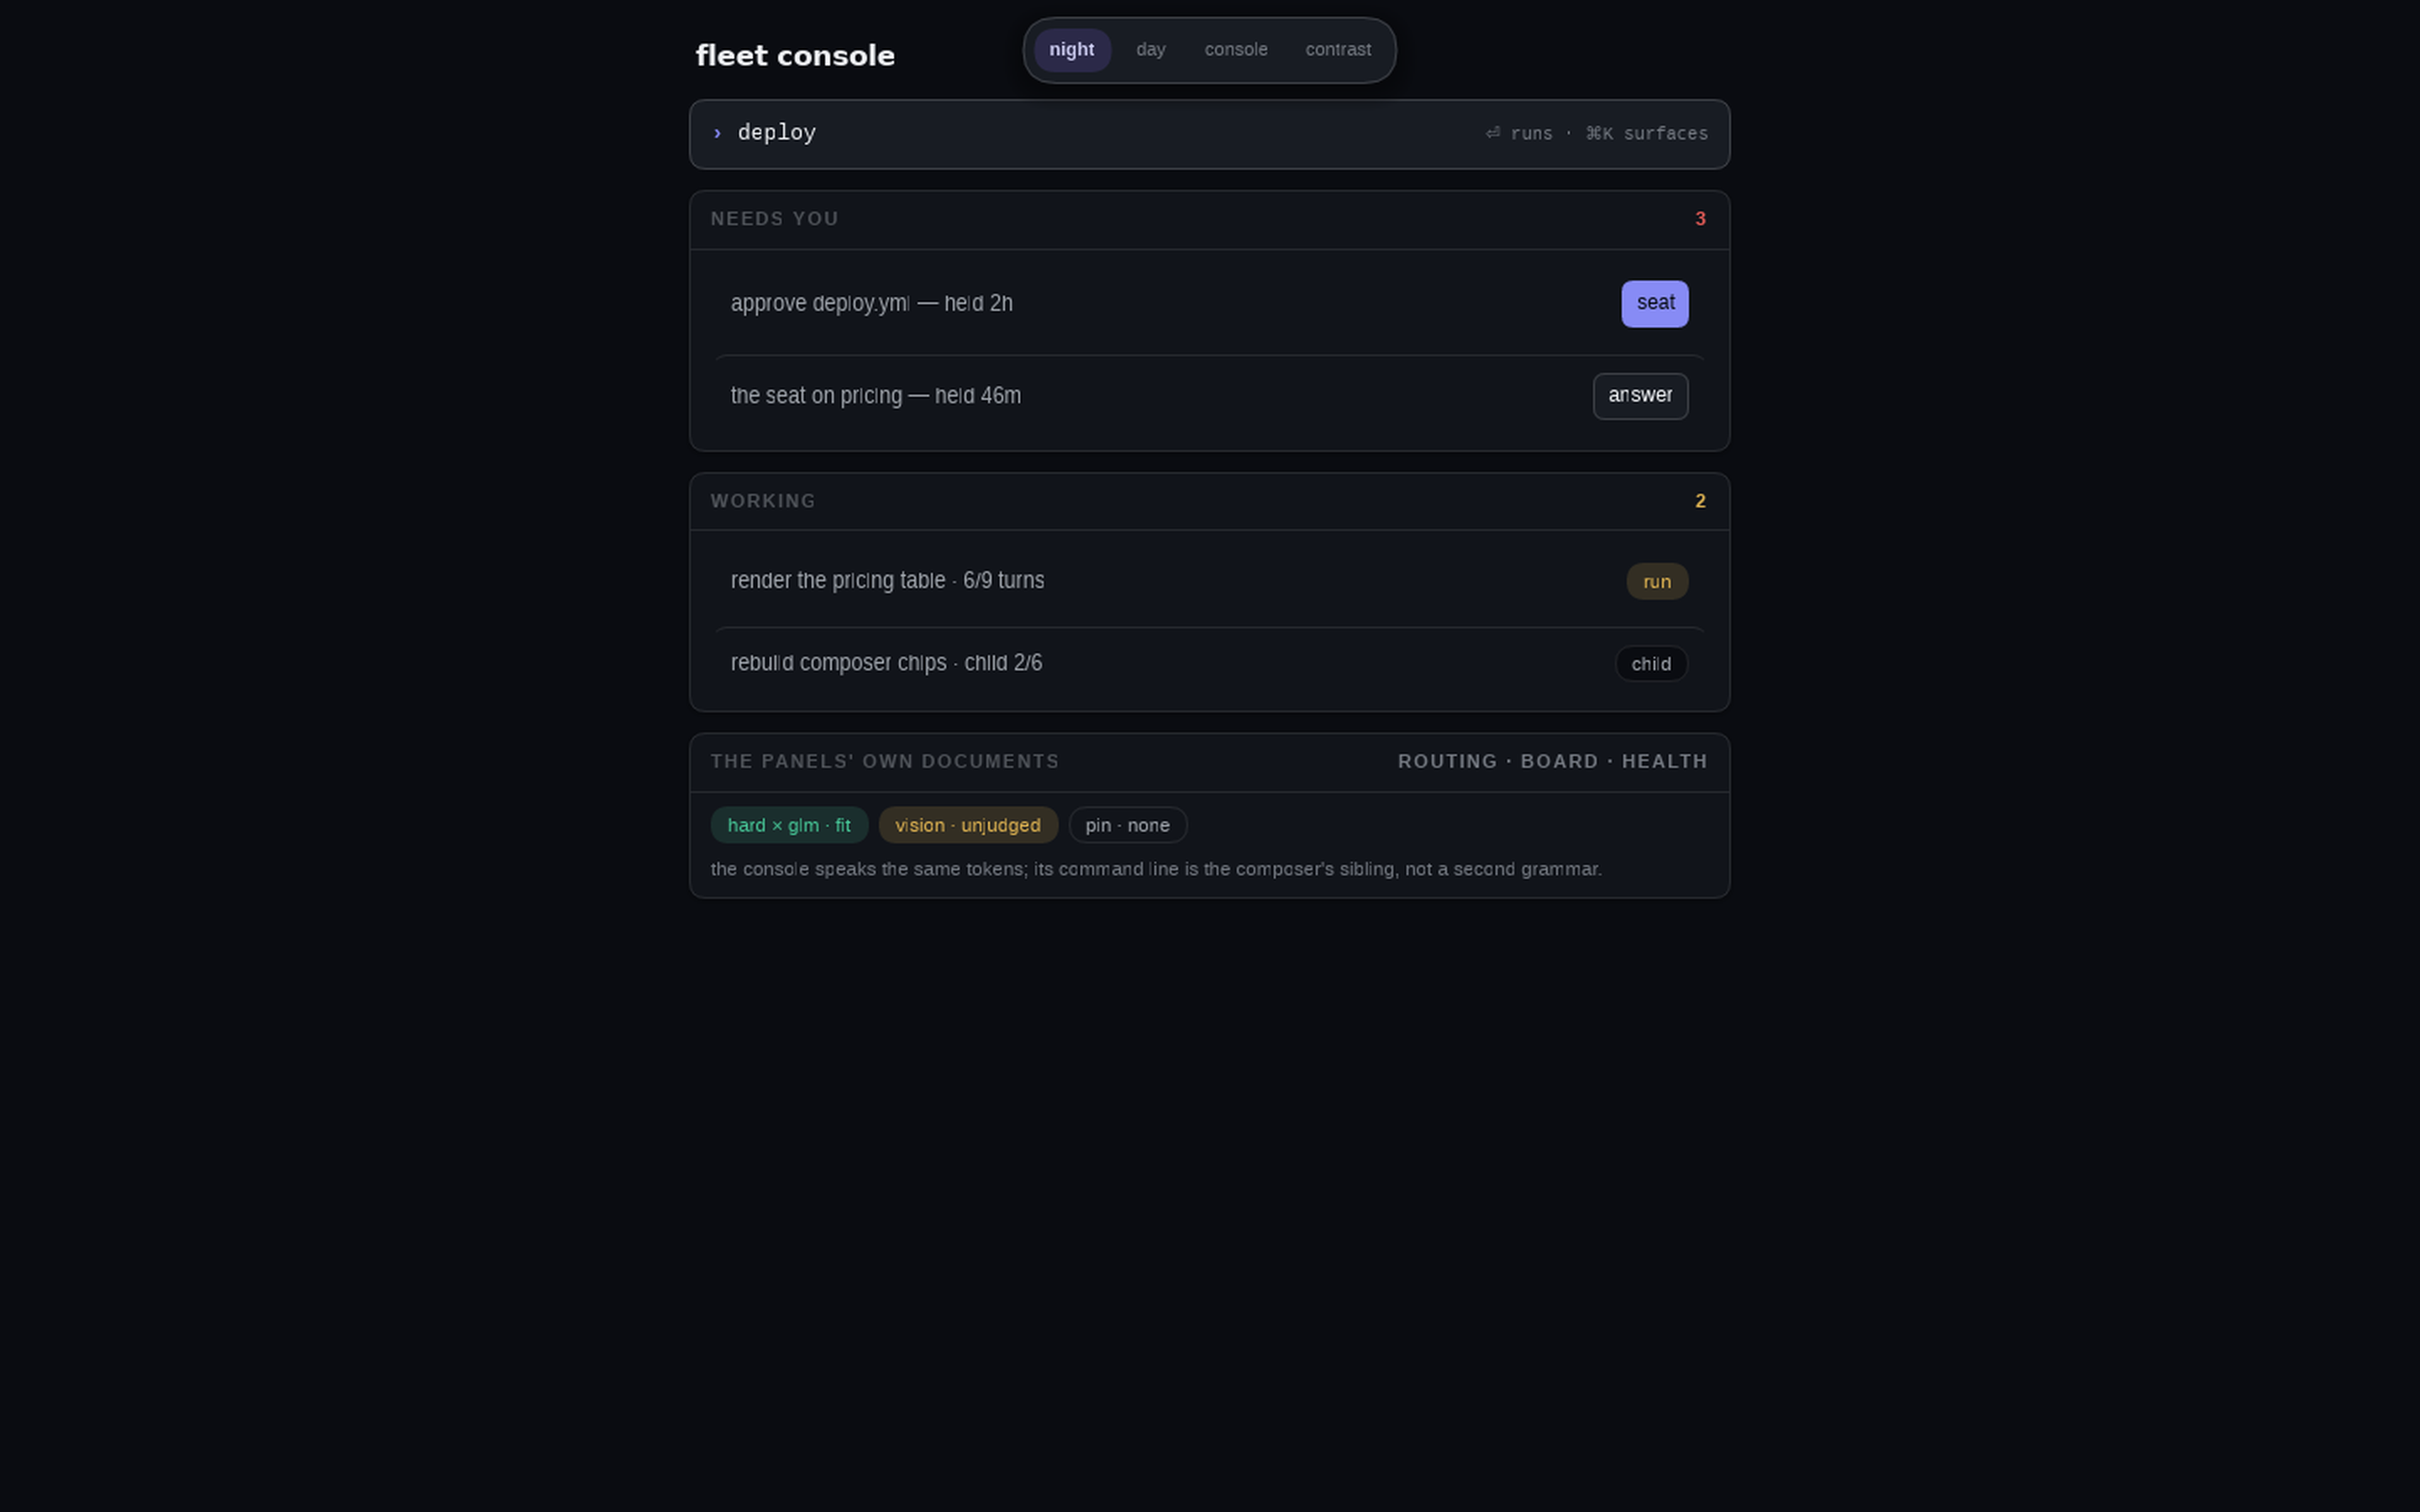 fleet console
night day console contrast
› deploy ⏎ runs · ⌘K surfaces
NEEDS YOU 3
approve deploy.yml — held 2h seat
the seat on pricing — held 46m answer
WORKING 2
render the pricing table · 6/9 turns run
rebuild composer chips · child 2/6 child
THE PANELS' OWN DOCUMENTS ROUTING · BOARD · HEALTH
hard × glm · fit vision · unjudged pin · none
the console speaks the same tokens; its command line is the composer's sibling, not a second grammar.